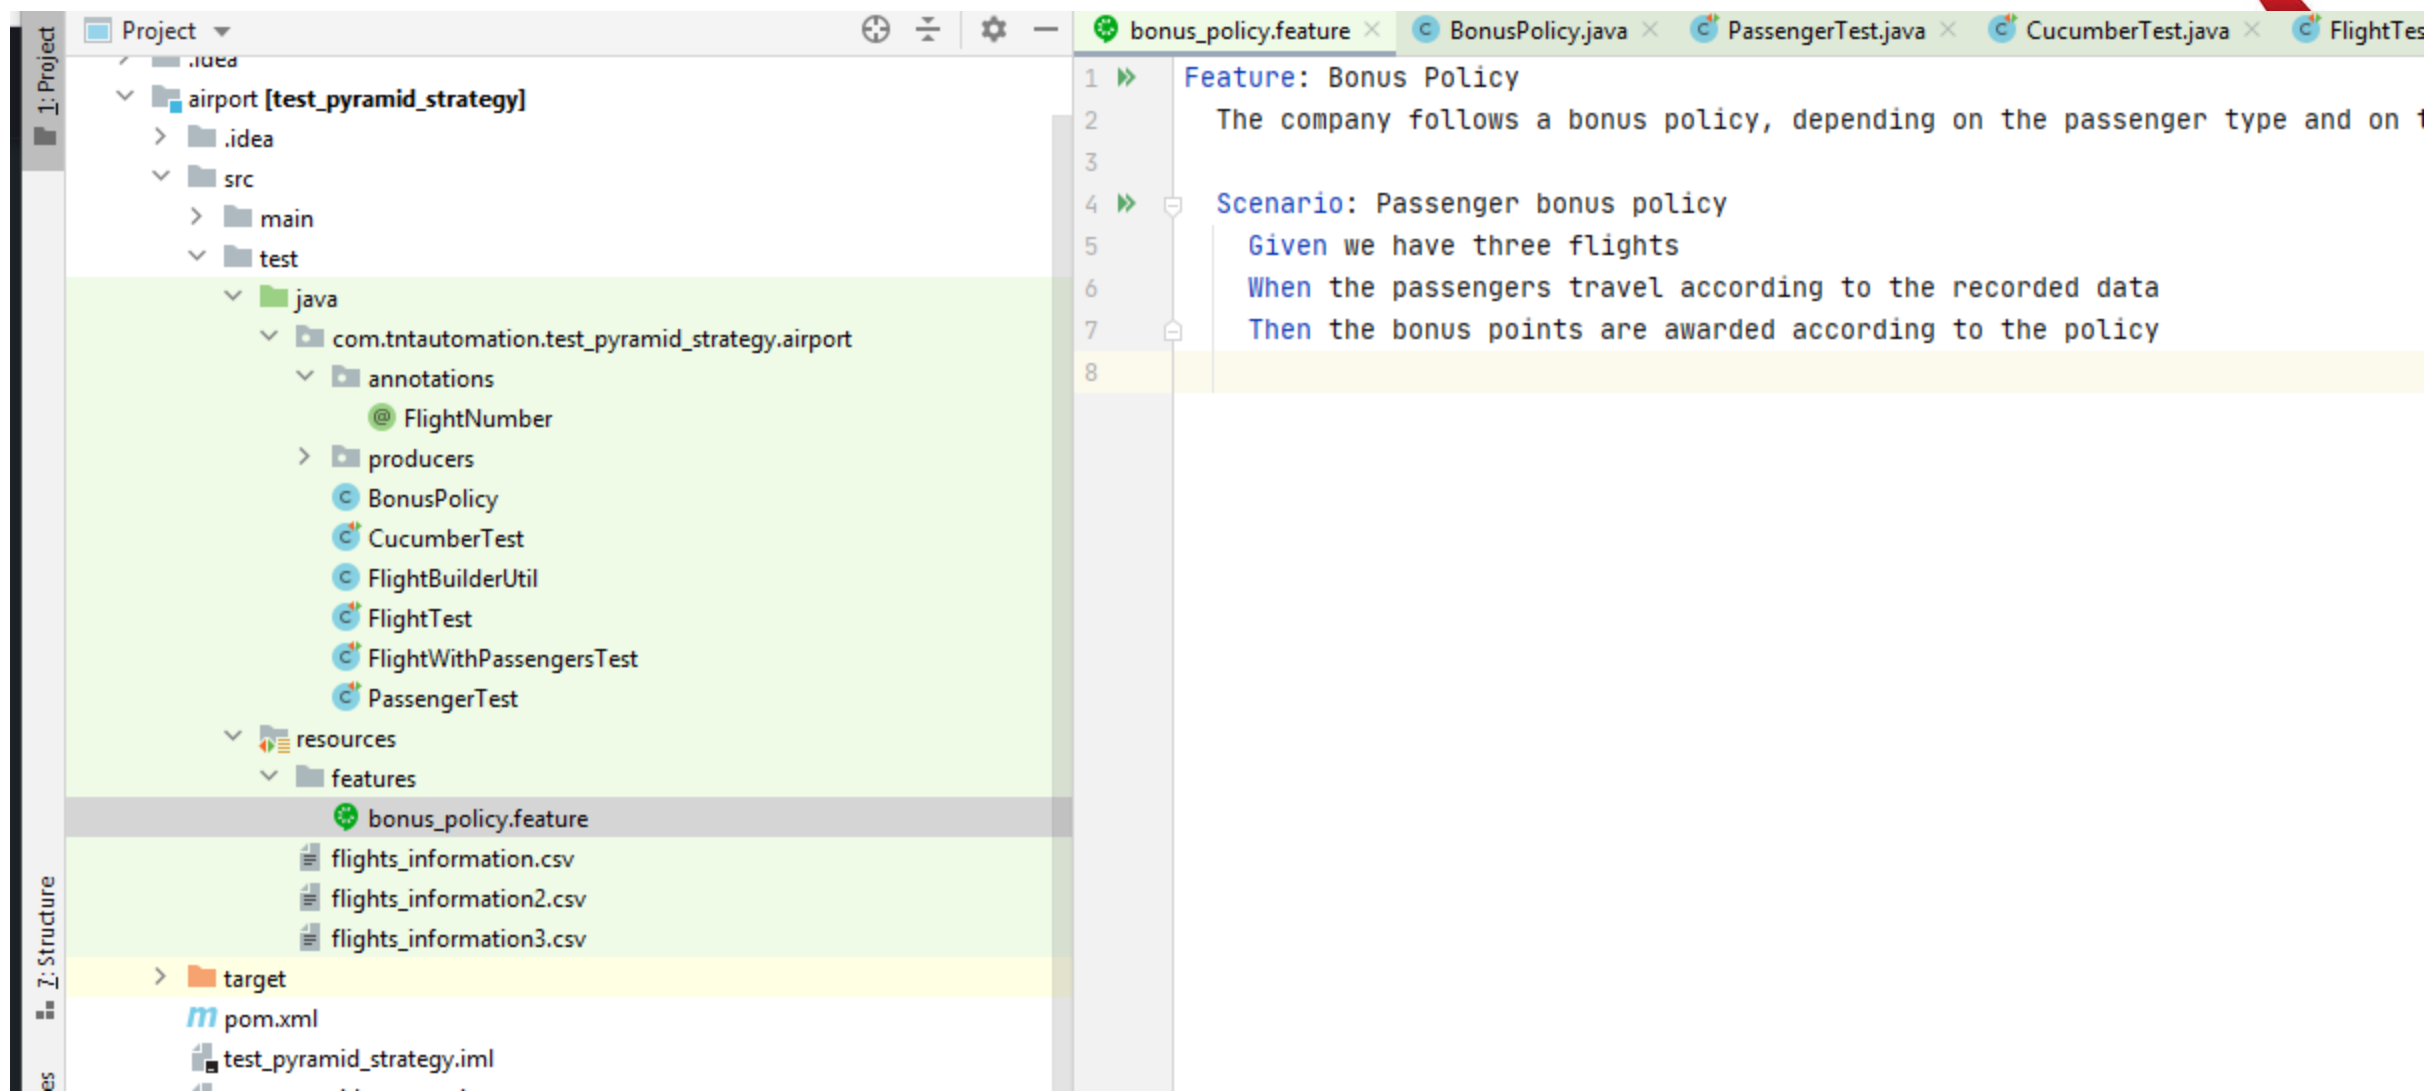 1: Project
7: Structure
Project
.idea
airport [test_pyramid_strategy]
.idea
src
main
test
java
com.tntautomation.test_pyramid_strategy.airport
annotations
FlightNumber
producers
BonusPolicy
CucumberTest
FlightBuilderUtil
FlightTest
FlightWithPassengersTest
PassengerTest
resources
features
bonus_policy.feature
flights_information.csv
flights_information2.csv
flights_information3.csv
target
pom.xml
test_pyramid_strategy.iml
bonus_policy.feature BonusPolicy.java PassengerTest.java CucumberTest.java
1 Feature: Bonus Policy
2 The company follows a bonus policy, depending on the passenger type and on
3
4 Scenario: Passenger bonus policy
5 Given we have three flights
6 When the passengers travel according to the recorded data
7 Then the bonus points are awarded according to the policy
8